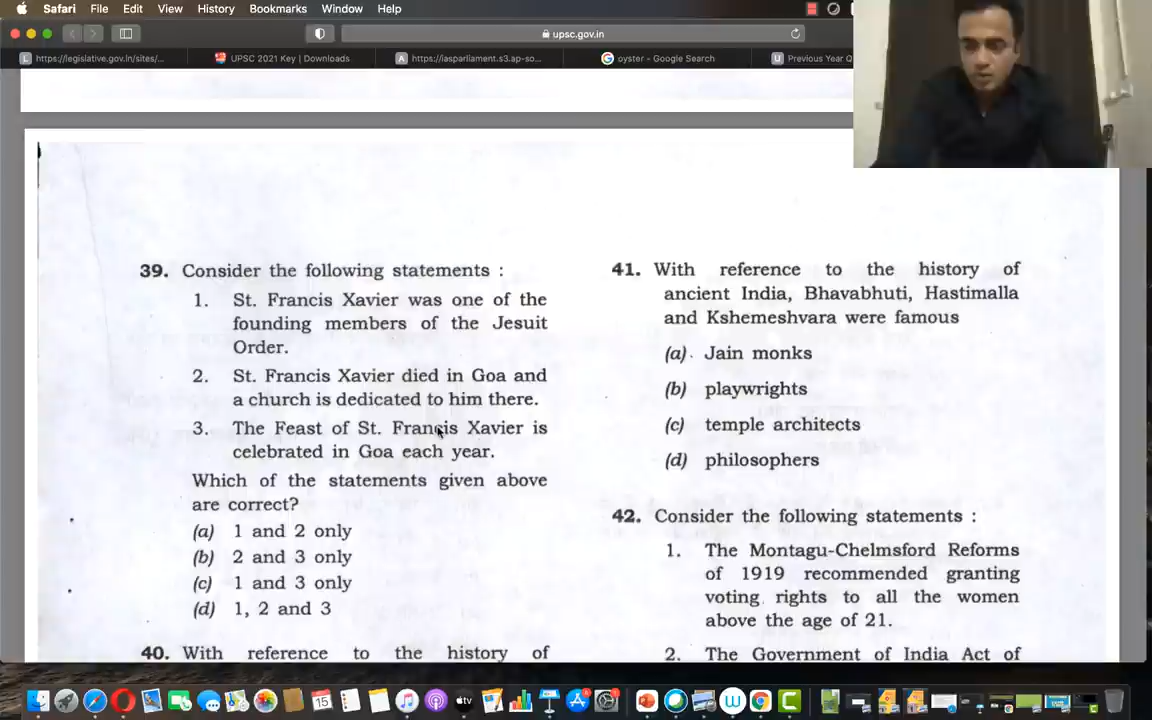 Safari File Edit View History Bookmarks Window Help
upsc.gov.in
https://legislative.gov.in/sites/... UPSC 2021 Key | Downloads https://iasparliament.s3.ap-so... oyster - Google Search Previous Year Q
39. Consider the following statements :
1. St. Francis Xavier was one of the
founding members of the Jesuit
Order.
2. St. Francis Xavier died in Goa and
a church is dedicated to him there.
3. The Feast of St. Francis Xavier is
celebrated in Goa each year.
Which of the statements given above
are correct?
(a) 1 and 2 only
(b) 2 and 3 only
(c) 1 and 3 only
(d) 1, 2 and 3
40. With reference to the history of
41. With reference to the history of
ancient India, Bhavabhuti, Hastimalla
and Kshemeshvara were famous
(a) Jain monks
(b) playwrights
(c) temple architects
(d) philosophers
42. Consider the following statements :
1. The Montagu-Chelmsford Reforms
of 1919 recommended granting
voting rights to all the women
above the age of 21.
2. The Government of India Act of